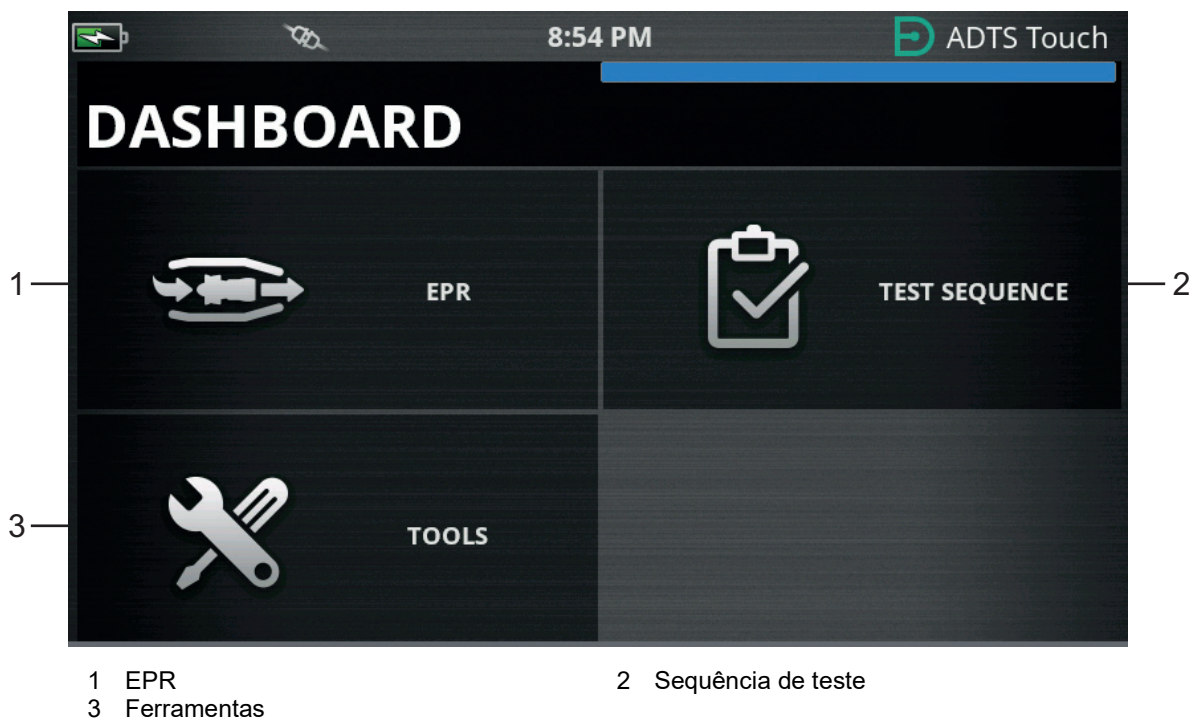 8:54 PM ADTS Touch
DASHBOARD
1 EPR TEST SEQUENCE 2
3 TOOLS
1 EPR 2 Sequência de teste
3 Ferramentas